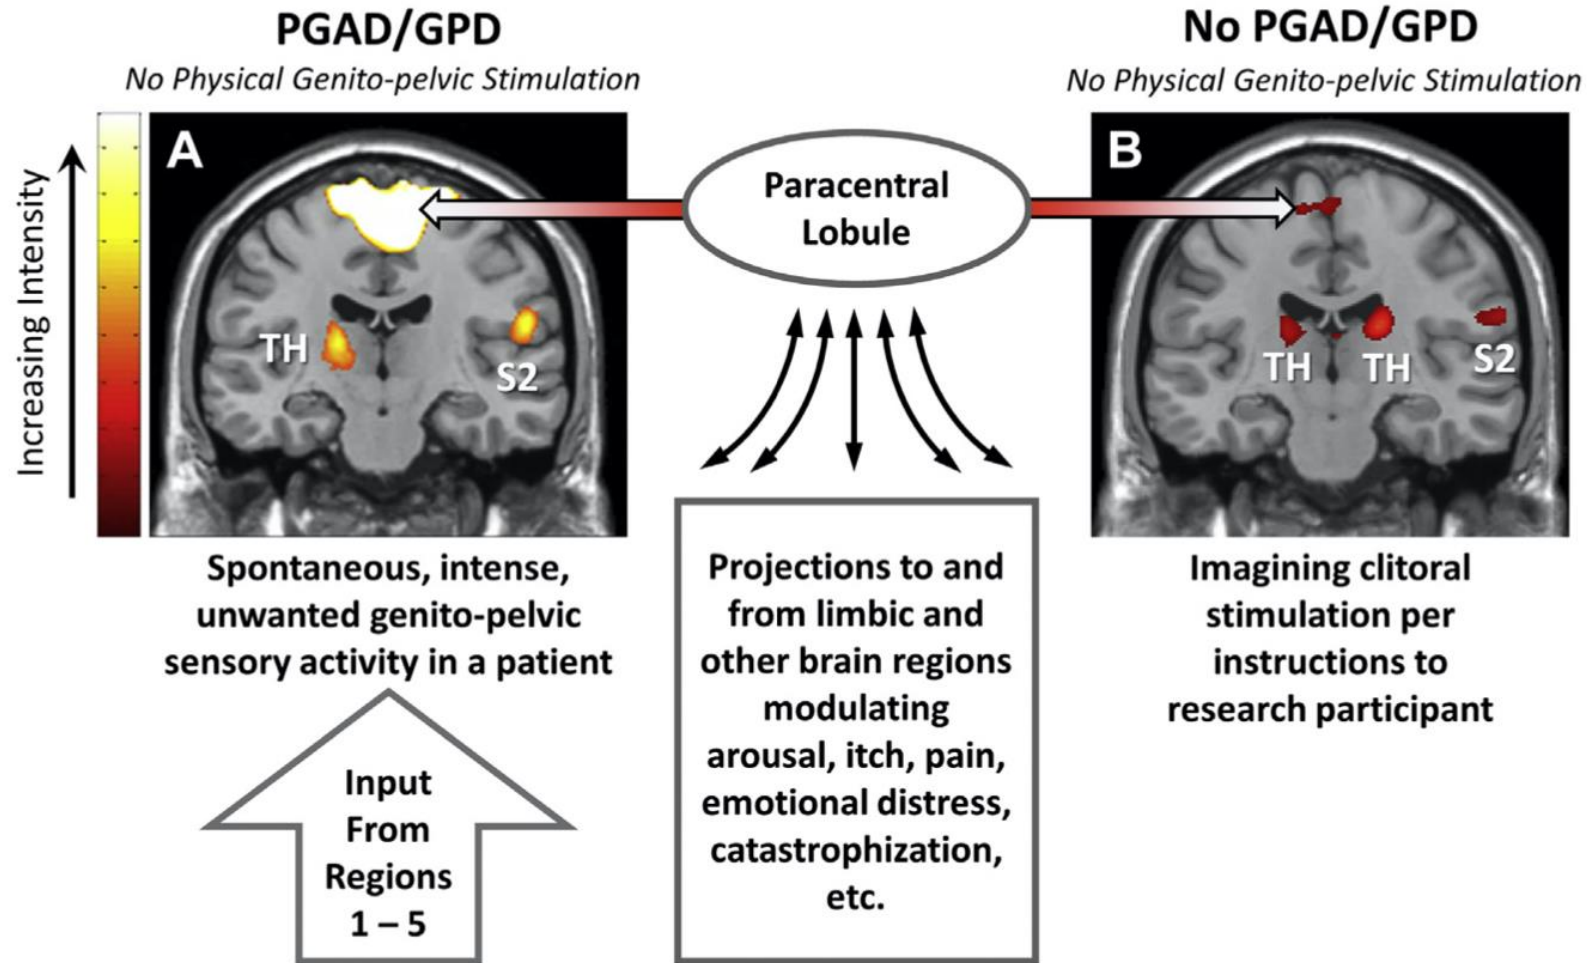 PGAD/GPD
No Physical Genito-pelvic Stimulation
No PGAD/GPD
No Physical Genito-pelvic Stimulation
Increasing Intensity
A
TH
S2
Paracentral
Lobule
B
TH
TH
S2
Spontaneous, intense,
unwanted genito-pelvic
sensory activity in a patient
Input
From
Regions
1 – 5
Projections to and
from limbic and
other brain regions
modulating
arousal, itch, pain,
emotional distress,
catastrophization,
etc.
Imagining clitoral
stimulation per
instructions to
research participant